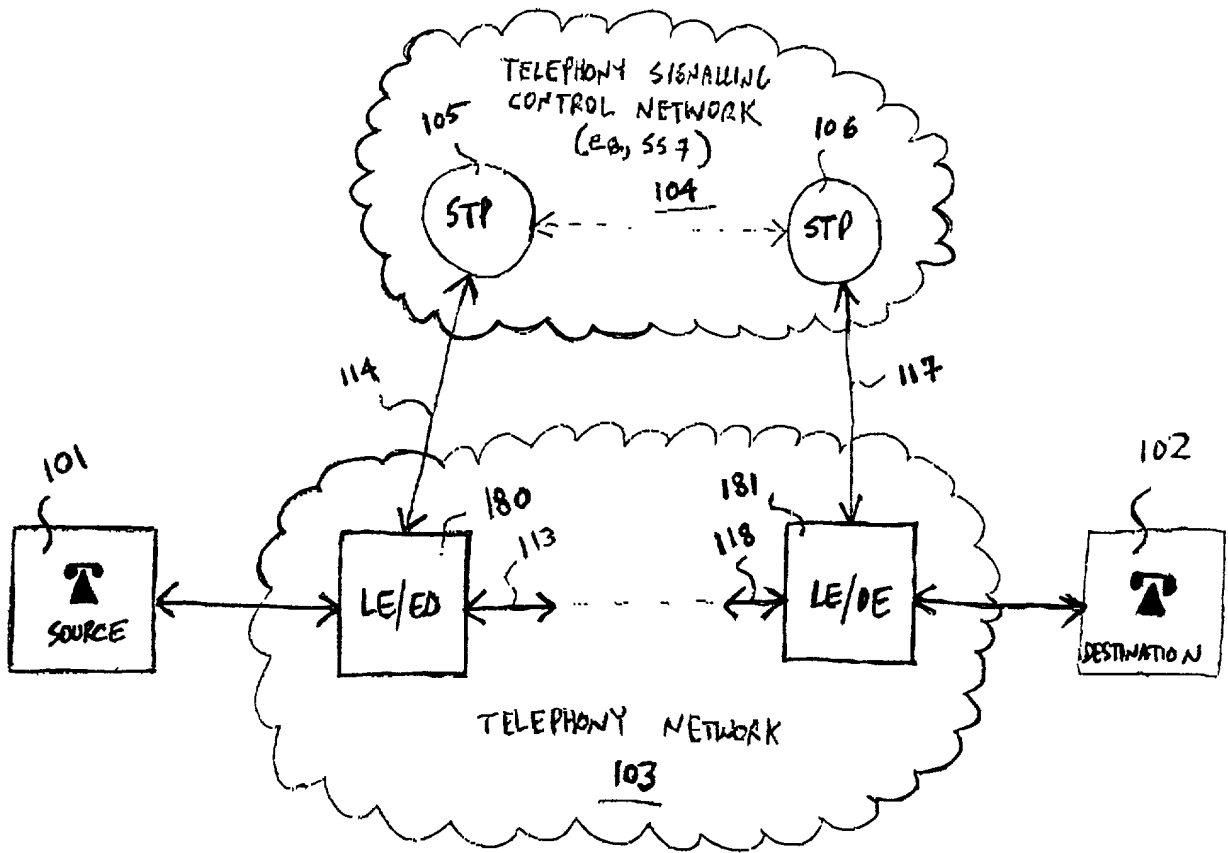 TELEPHONY SIGNALLING
CONTROL NETWORK
(eg., SS7)
105
106
104
STP
STP
114
117
101
102
180
181
113
118
SOURCE
LE/EO
LE/DE
DESTINATION
TELEPHONY NETWORK
103